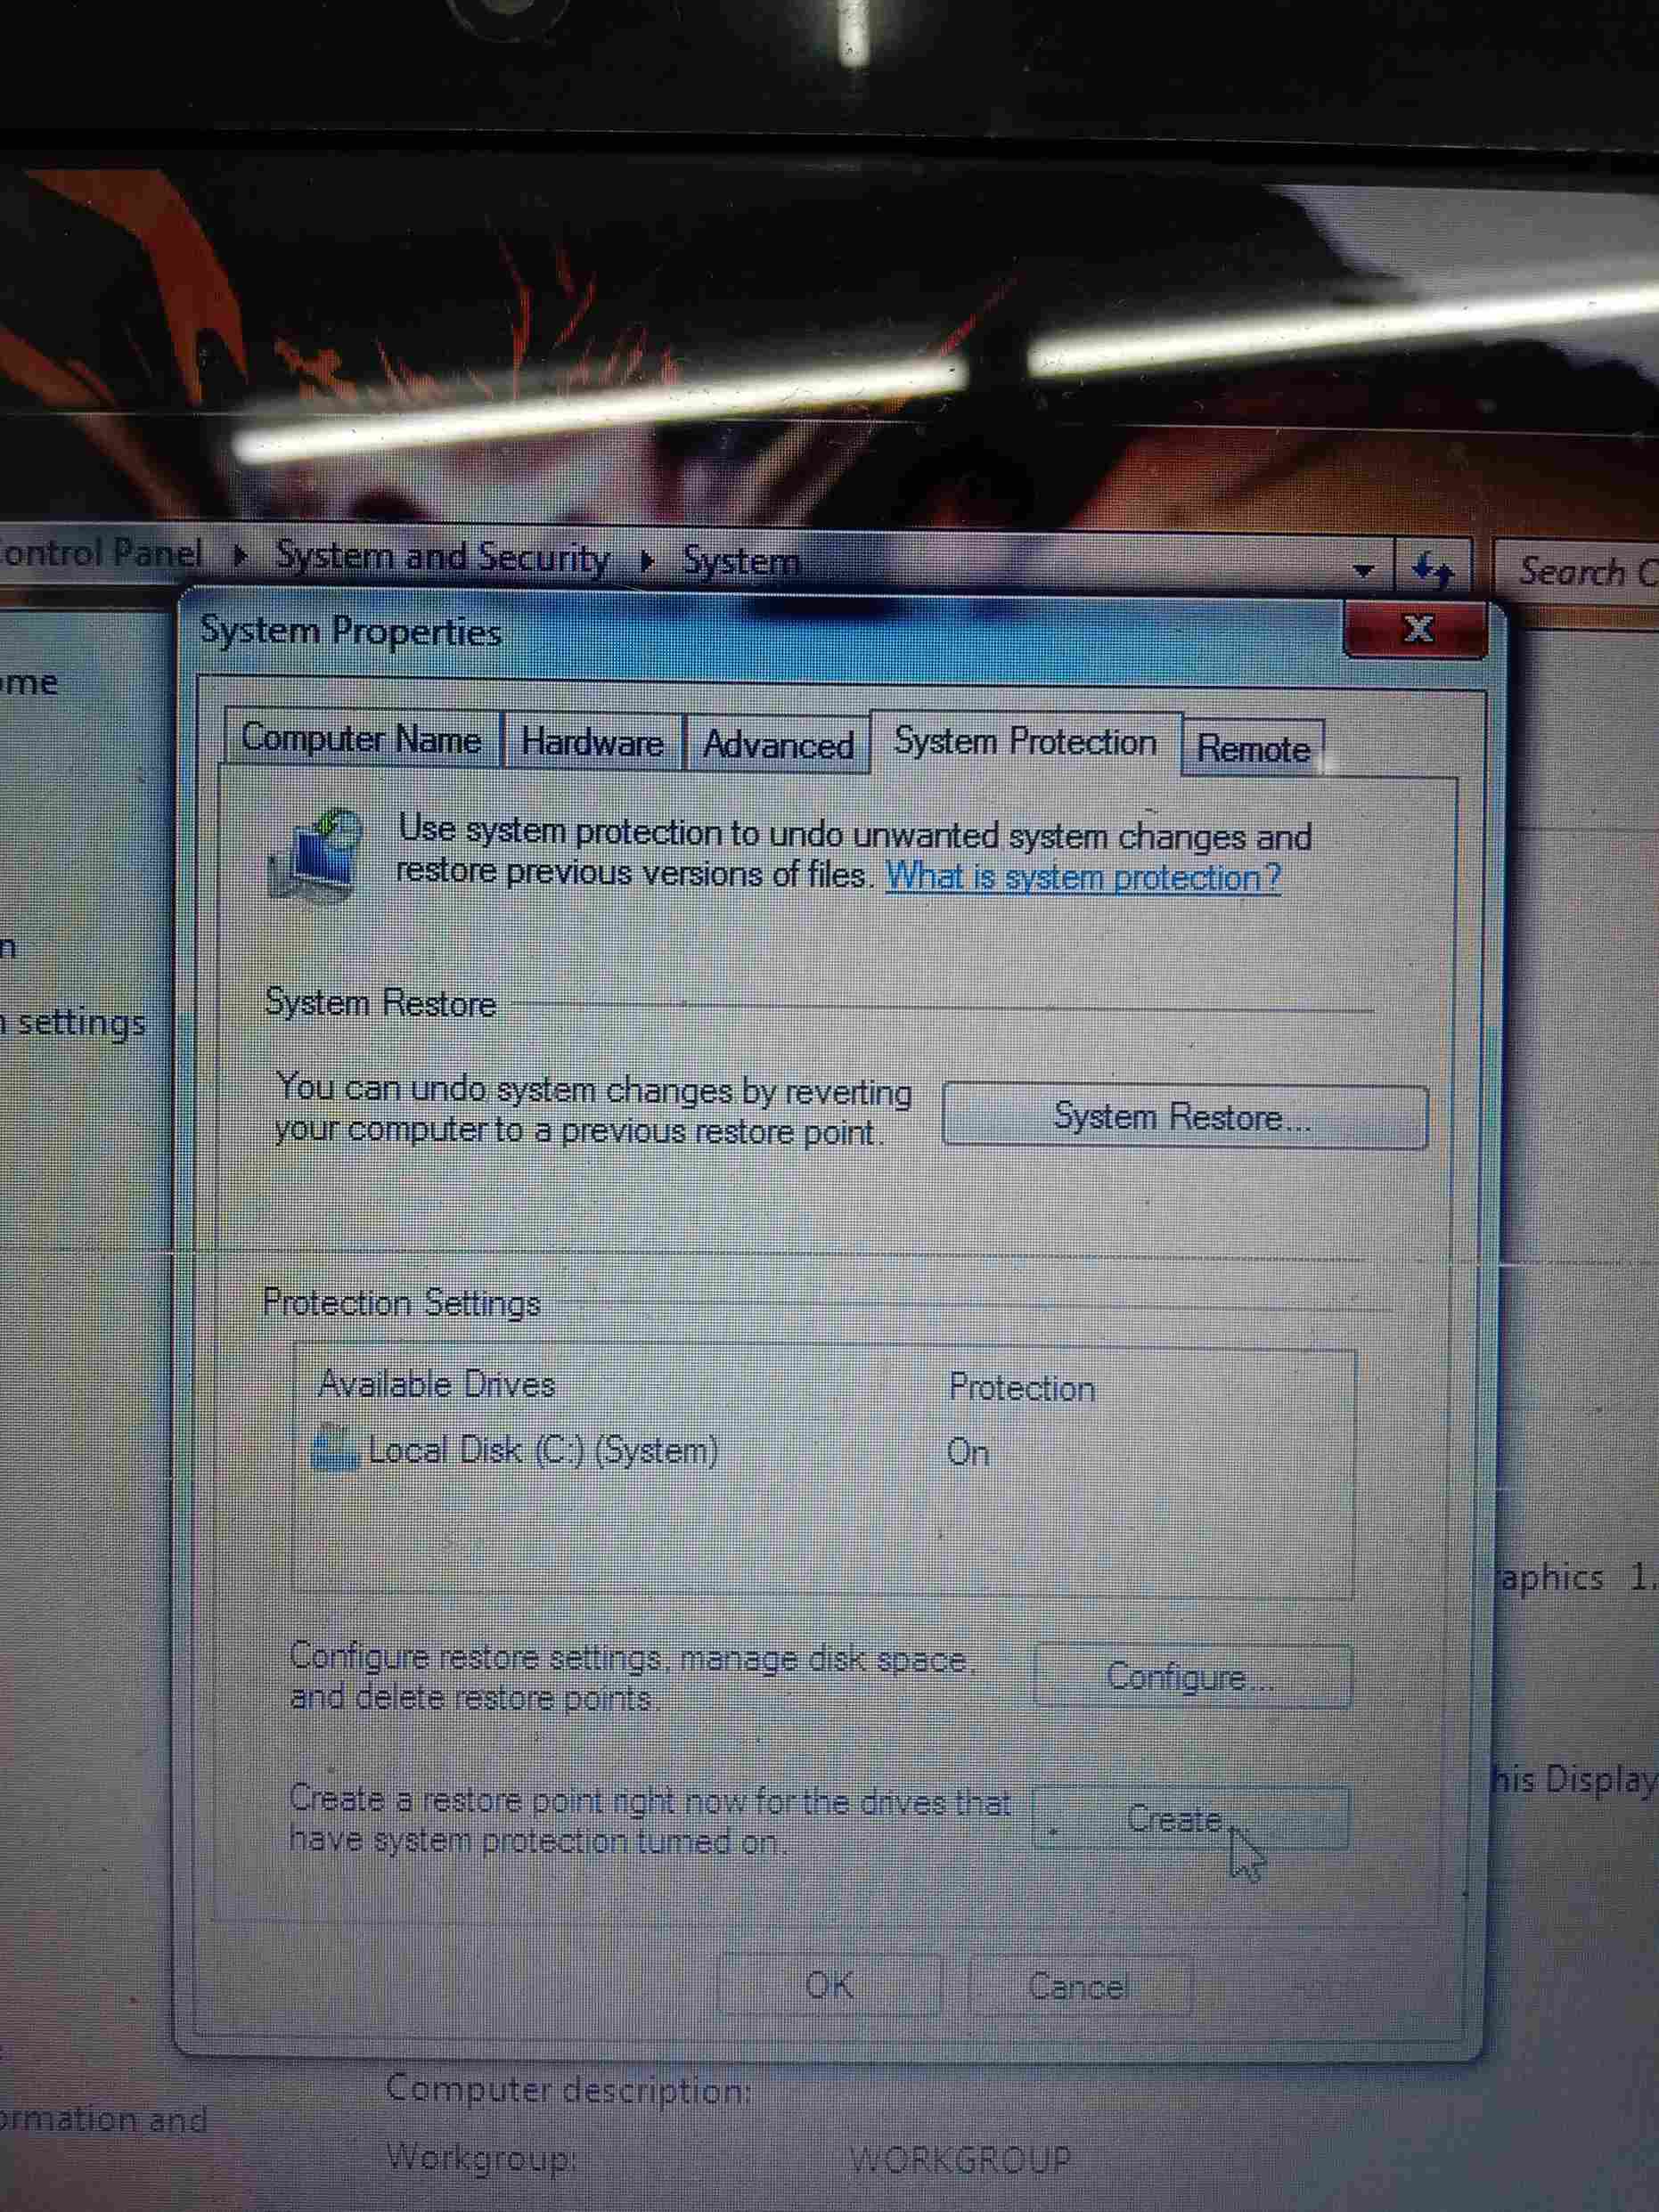 Control Panel ▸ System and Security ▸ System
Search
System Properties
Computer Name Hardware Advanced System Protection Remote
Use system protection to undo unwanted system changes and
restore previous versions of files. What is system protection?
settings
System Restore
You can undo system changes by reverting
your computer to a previous restore point.
System Restore...
Protection Settings
Available Drives Protection
Local Disk (C:) (System) On
aphics 1.
Configure restore settings, manage disk space,
and delete restore points.
Configure...
his Display
Create a restore point right now for the drives that
have system protection turned on.
Create...
OK Cancel
Computer description:
ormation and
Workgroup: WORKGROUP